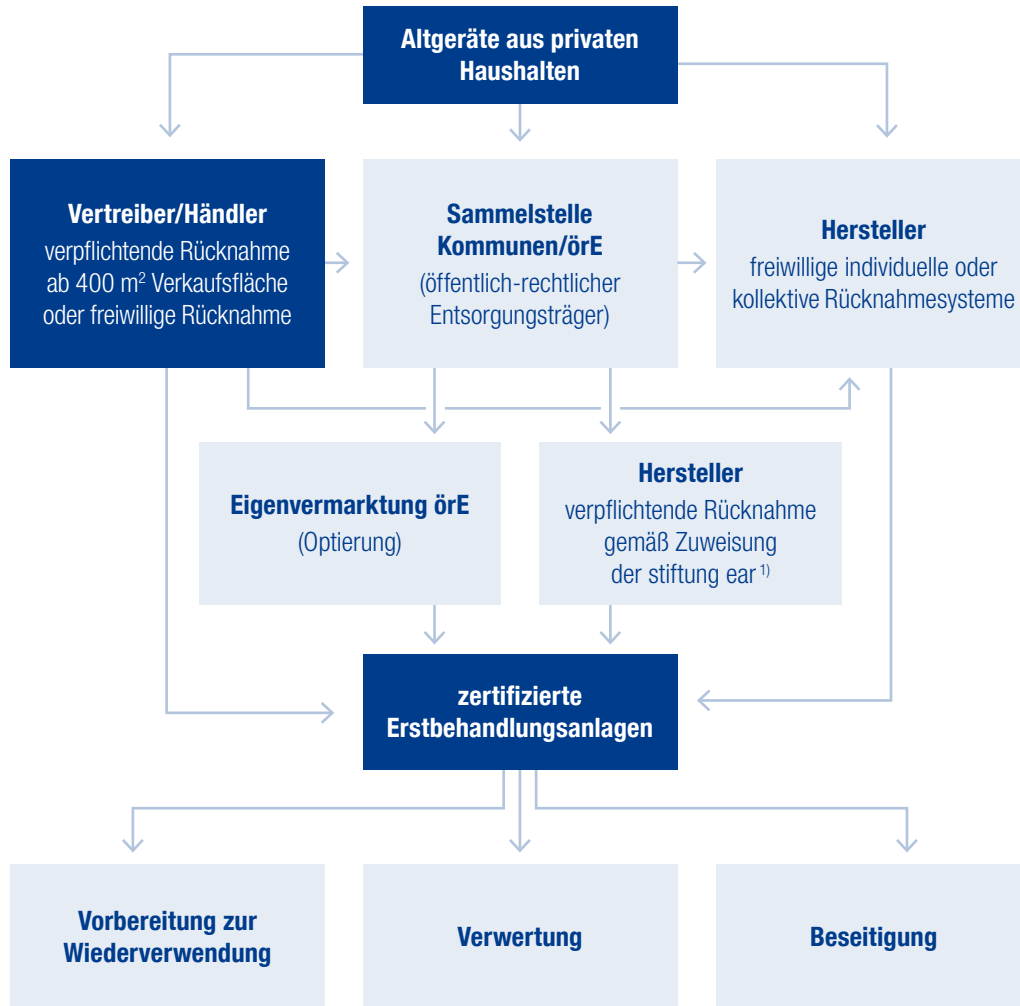 Altgeräte aus privaten
Haushalten
Vertreiber/Händler
verpflichtende Rücknahme
ab 400 m² Verkaufsfläche
oder freiwillige Rücknahme
Sammelstelle
Kommunen/örE
(öffentlich-rechtlicher
Entsorgungsträger)
Hersteller
freiwillige individuelle oder
kollektive Rücknahmesysteme
Eigenvermarktung örE
(Optierung)
Hersteller
verpflichtende Rücknahme
gemäß Zuweisung
der stiftung ear ¹⁾
zertifizierte
Erstbehandlungsanlagen
Vorbereitung zur
Wiederverwendung
Verwertung
Beseitigung